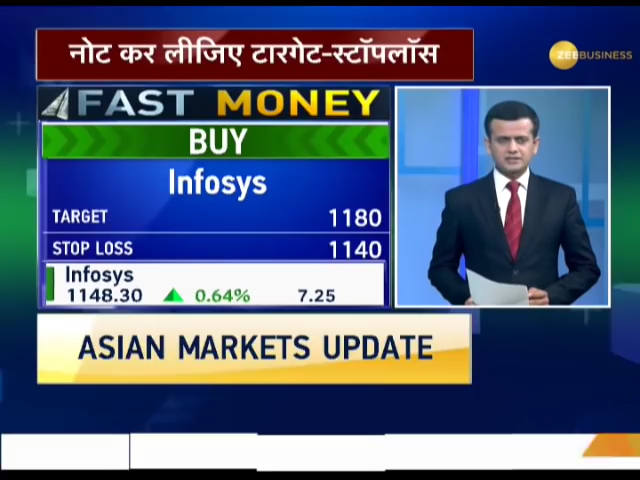 नोट कर लीजिए टारगेट-स्टॉपलॉस
ZEEBUSINESS
FAST MONEY
BUY
Infosys
TARGET 1180
STOP LOSS 1140
Infosys
1148.30 0.64% 7.25
ASIAN MARKETS UPDATE